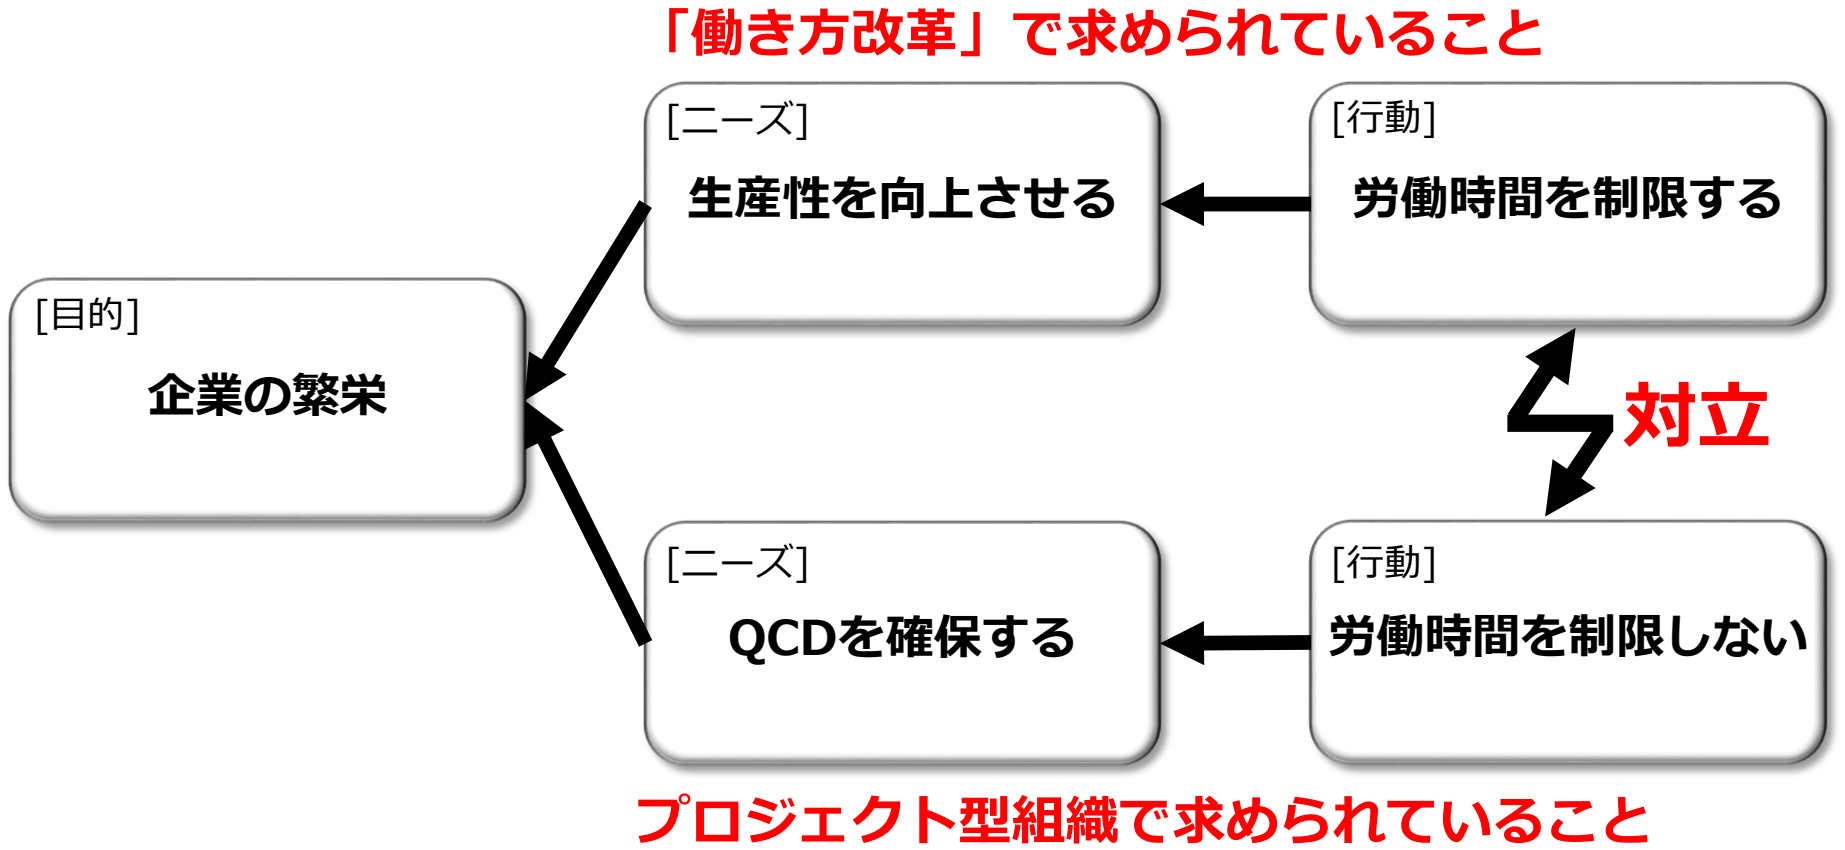 「働き方改革」で求められていること
[ニーズ]
生産性を向上させる
[行動]
労働時間を制限する
[目的]
企業の繁栄
対立
[ニーズ]
QCDを確保する
[行動]
労働時間を制限しない
プロジェクト型組織で求められていること